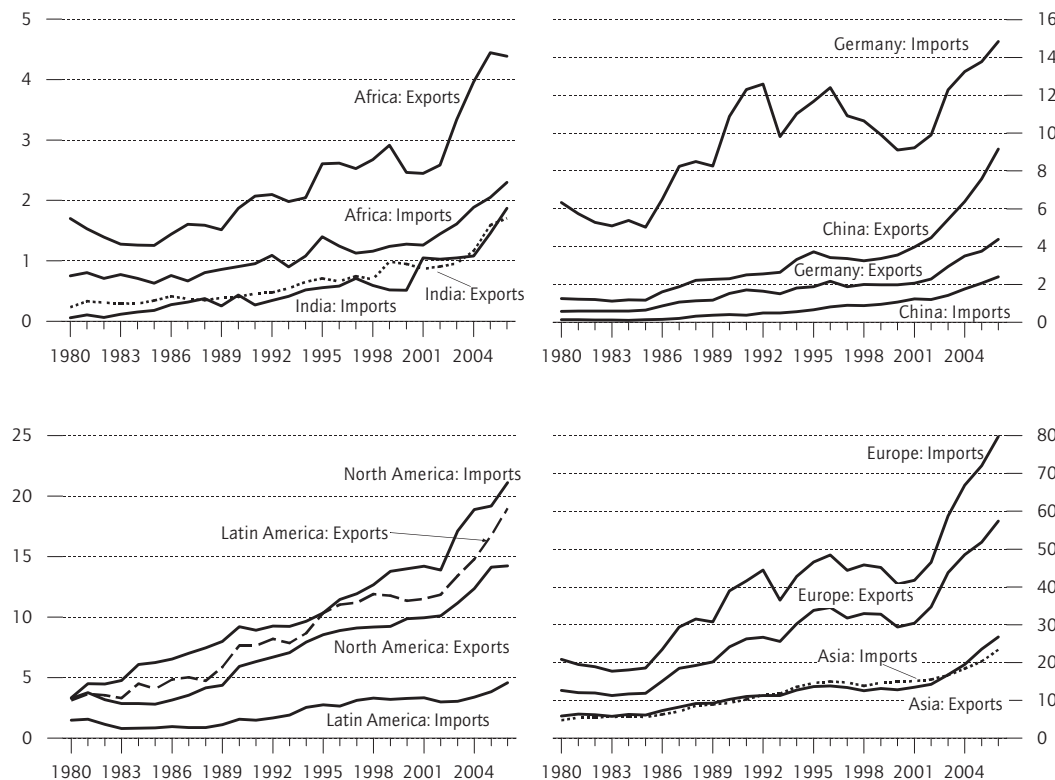 5
4
3
2
1
0
Africa: Exports
Africa: Imports
India: Exports
India: Imports
1980 1983 1986 1989 1992 1995 1998 2001 2004
16
14
12
10
8
6
4
2
0
Germany: Imports
China: Exports
Germany: Exports
China: Imports
1980 1983 1986 1989 1992 1995 1998 2001 2004
25
20
15
10
5
0
North America: Imports
Latin America: Exports
North America: Exports
Latin America: Imports
1980 1983 1986 1989 1992 1995 1998 2001 2004
80
70
60
50
40
30
20
10
0
Europe: Imports
Europe: Exports
Asia: Imports
Asia: Exports
1980 1983 1986 1989 1992 1995 1998 2001 2004